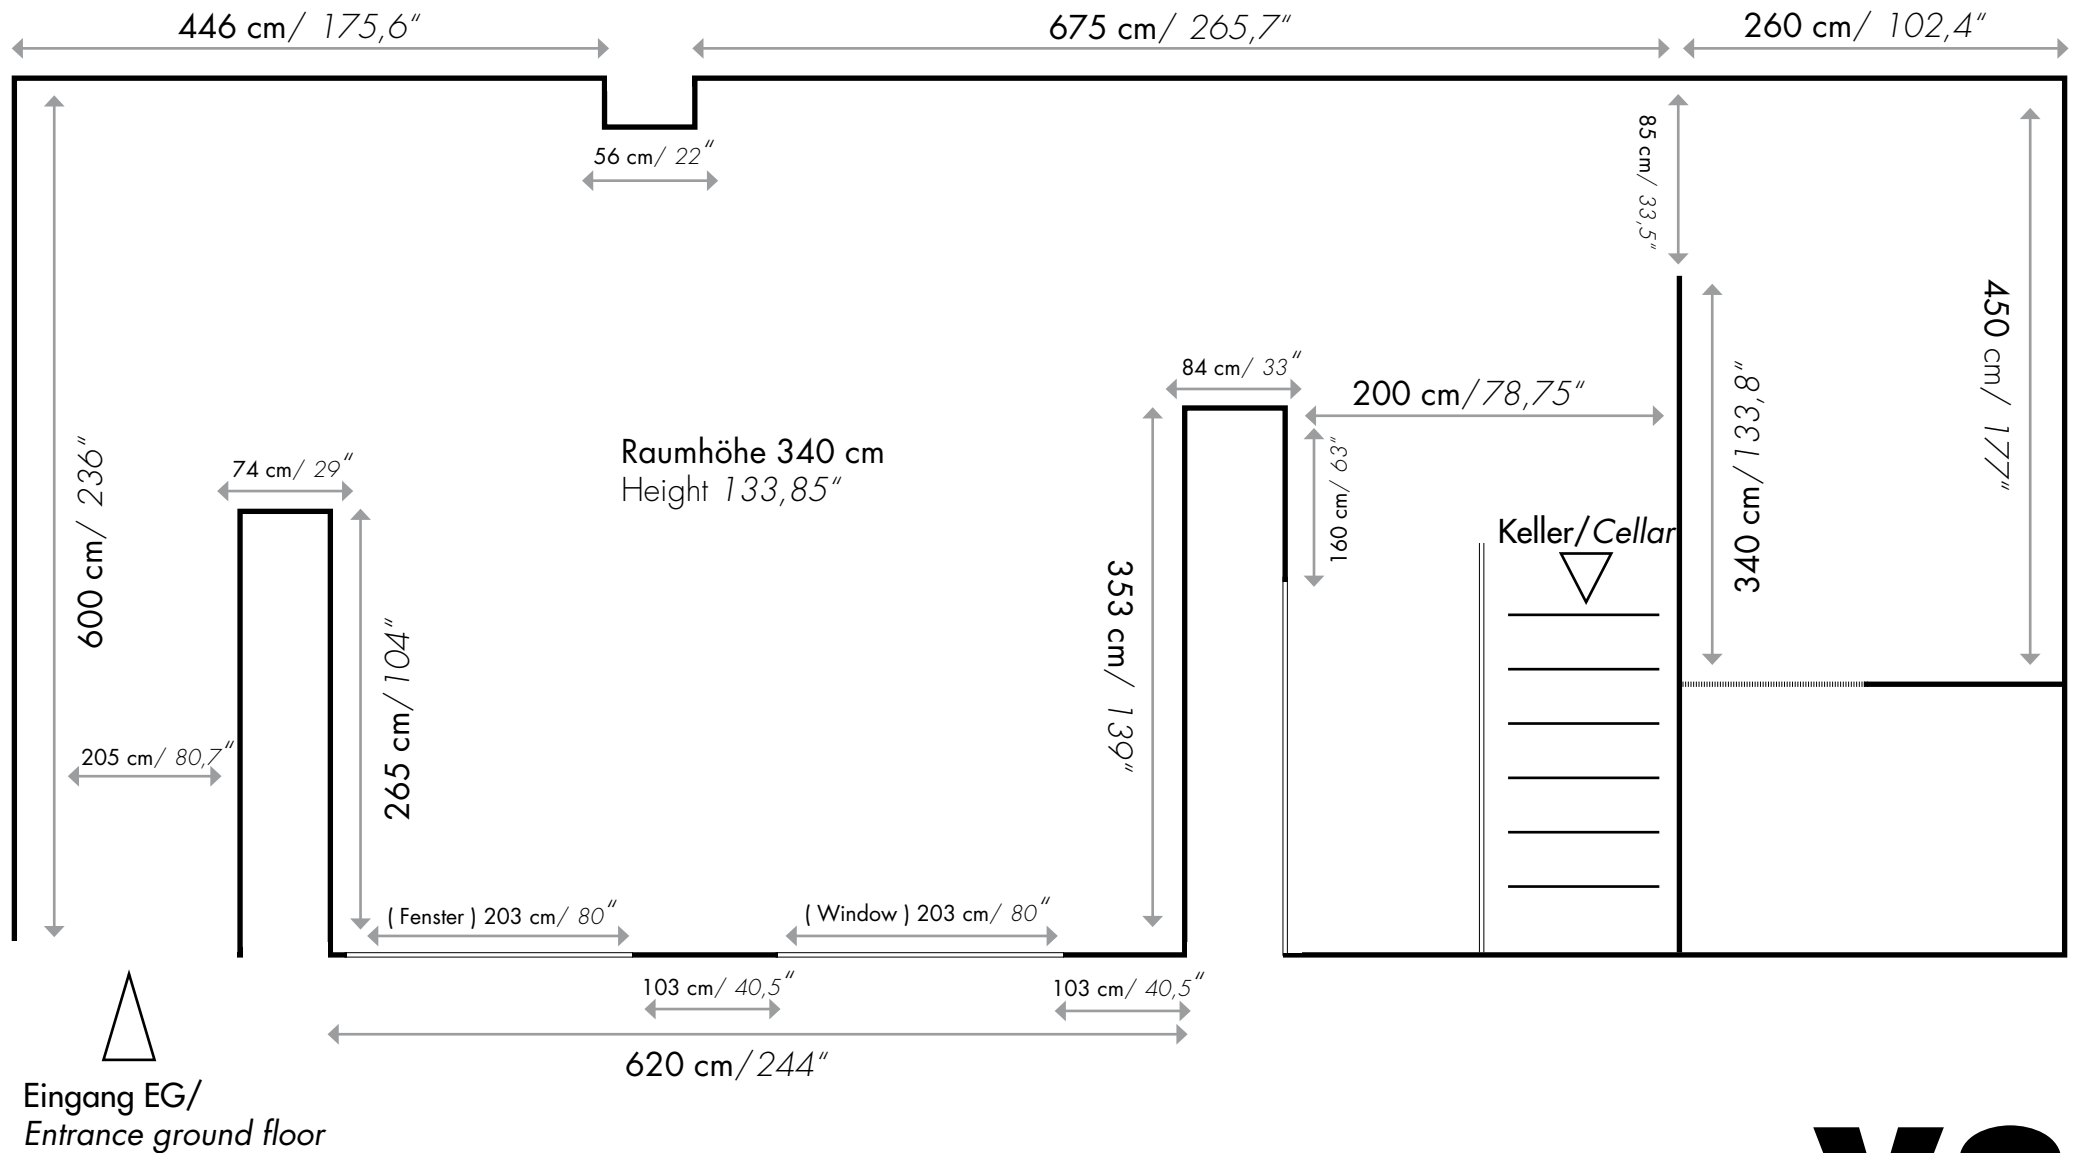 446 cm/ 175,6“
675 cm/ 265,7“
260 cm/ 102,4“
56 cm/ 22“
85 cm/ 33,5“
450 cm/ 177“
84 cm/ 33“
200 cm/78,75“
340 cm/133,8“
160 cm/ 63“
Raumhöhe 340 cm
Height 133,85“
74 cm/ 29“
600 cm/ 236“
Keller/Cellar
353 cm/ 139“
265 cm/104“
205 cm/ 80,7“
( Fenster ) 203 cm/ 80“
( Window ) 203 cm/ 80“
103 cm/ 40,5“
103 cm/ 40,5“
620 cm/244“
Eingang EG/
Entrance ground floor